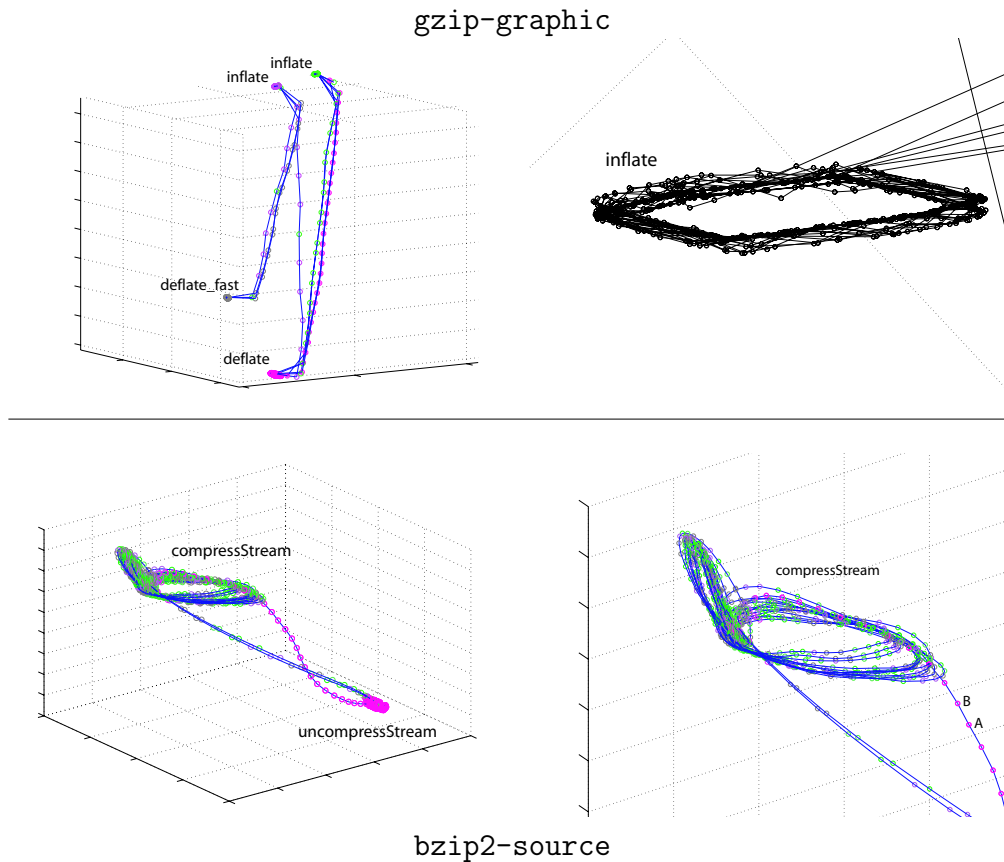 gzip-graphic
inflate
inflate
deflate_fast
deflate
inflate
compressStream
uncompressStream
compressStream
B
A
bzip2-source